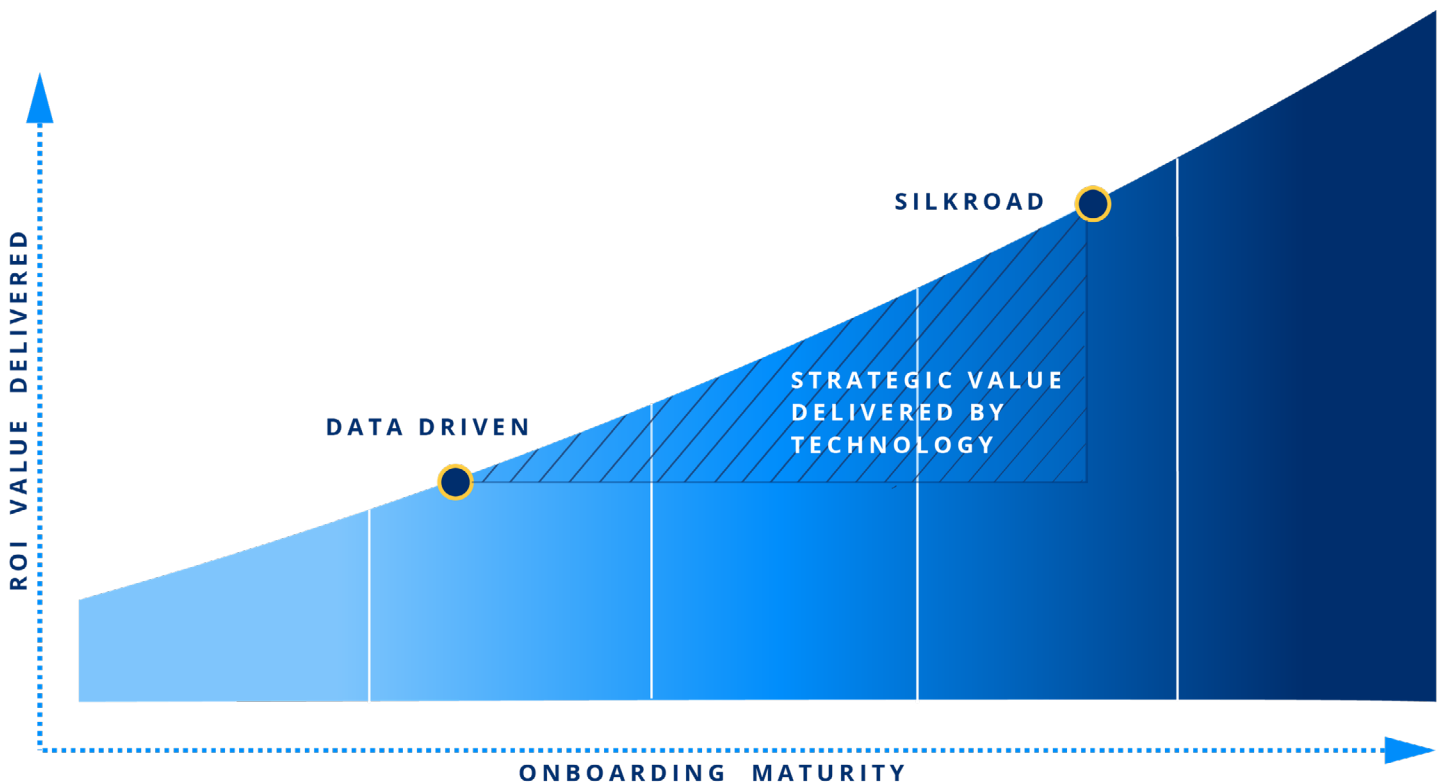 SILKROAD
STRATEGIC VALUE
DELIVERED BY
TECHNOLOGY
DATA DRIVEN
ROI VALUE DELIVERED
ONBOARDING MATURITY